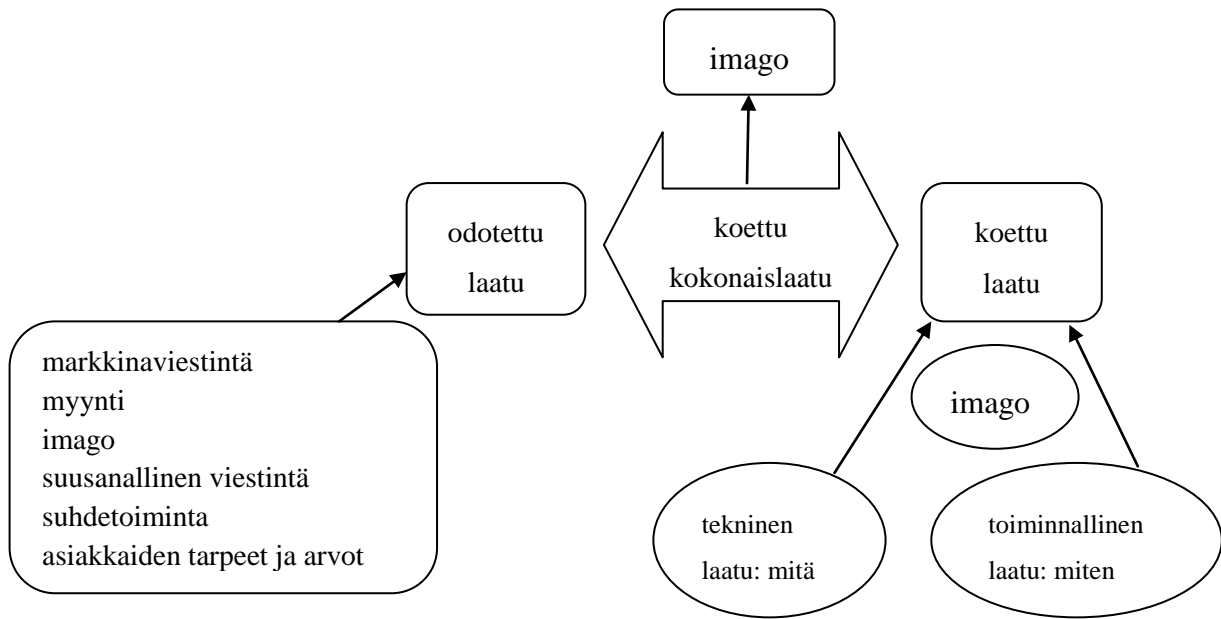 imago
odotettu
laatu
koettu
kokonaislaatu
koettu
laatu
markkinaviestintä
myynti
imago
suusanallinen viestintä
suhdetoiminta
asiakkaiden tarpeet ja arvot
imago
tekninen
laatu: mitä
toiminnallinen
laatu: miten